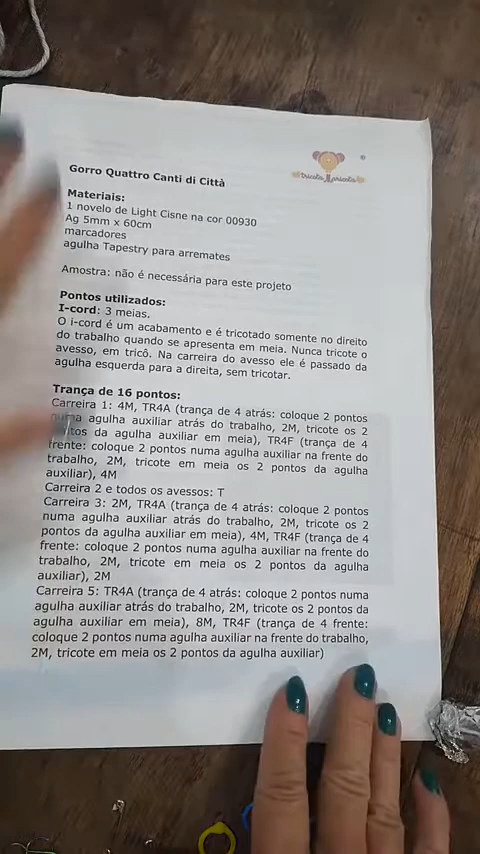 tricota Maricota
Gorro Quattro Canti di Città
Materiais:
1 novelo de Light Cisne na cor 00930
Ag 5mm x 60cm
marcadores
agulha Tapestry para arremates
Amostra: não é necessária para este projeto
Pontos utilizados:
I-cord: 3 meias.
O i-cord é um acabamento e é tricotado somente no direito
do trabalho quando se apresenta em meia. Nunca tricote o
avesso, em tricô. Na carreira do avesso ele é passado da
agulha esquerda para a direita, sem tricotar.
Trança de 16 pontos:
Carreira 1: 4M, TR4A (trança de 4 atrás: coloque 2 pontos
numa agulha auxiliar atrás do trabalho, 2M, tricote os 2
da agulha auxiliar em meia), TR4F (trança de 4
frente: coloque 2 pontos numa agulha auxiliar na frente do
trabalho, 2M, tricote em meia os 2 pontos da agulha
auxiliar), 4M
Carreira 2 e todos os avessos: T
Carreira 3: 2M, TR4A (trança de 4 atrás: coloque 2 pontos
numa agulha auxiliar atrás do trabalho, 2M, tricote os 2
pontos da agulha auxiliar em meia), 4M, TR4F (trança de 4
frente: coloque 2 pontos numa agulha auxiliar na frente do
trabalho, 2M, tricote em meia os 2 pontos da agulha
auxiliar), 2M
Carreira 5: TR4A (trança de 4 atrás: coloque 2 pontos numa
agulha auxiliar atrás do trabalho, 2M, tricote os 2 pontos da
agulha auxiliar em meia), 8M, TR4F (trança de 4 frente:
coloque 2 pontos numa agulha auxiliar na frente do trabalho,
2M, tricote em meia os 2 pontos da agulha auxiliar)